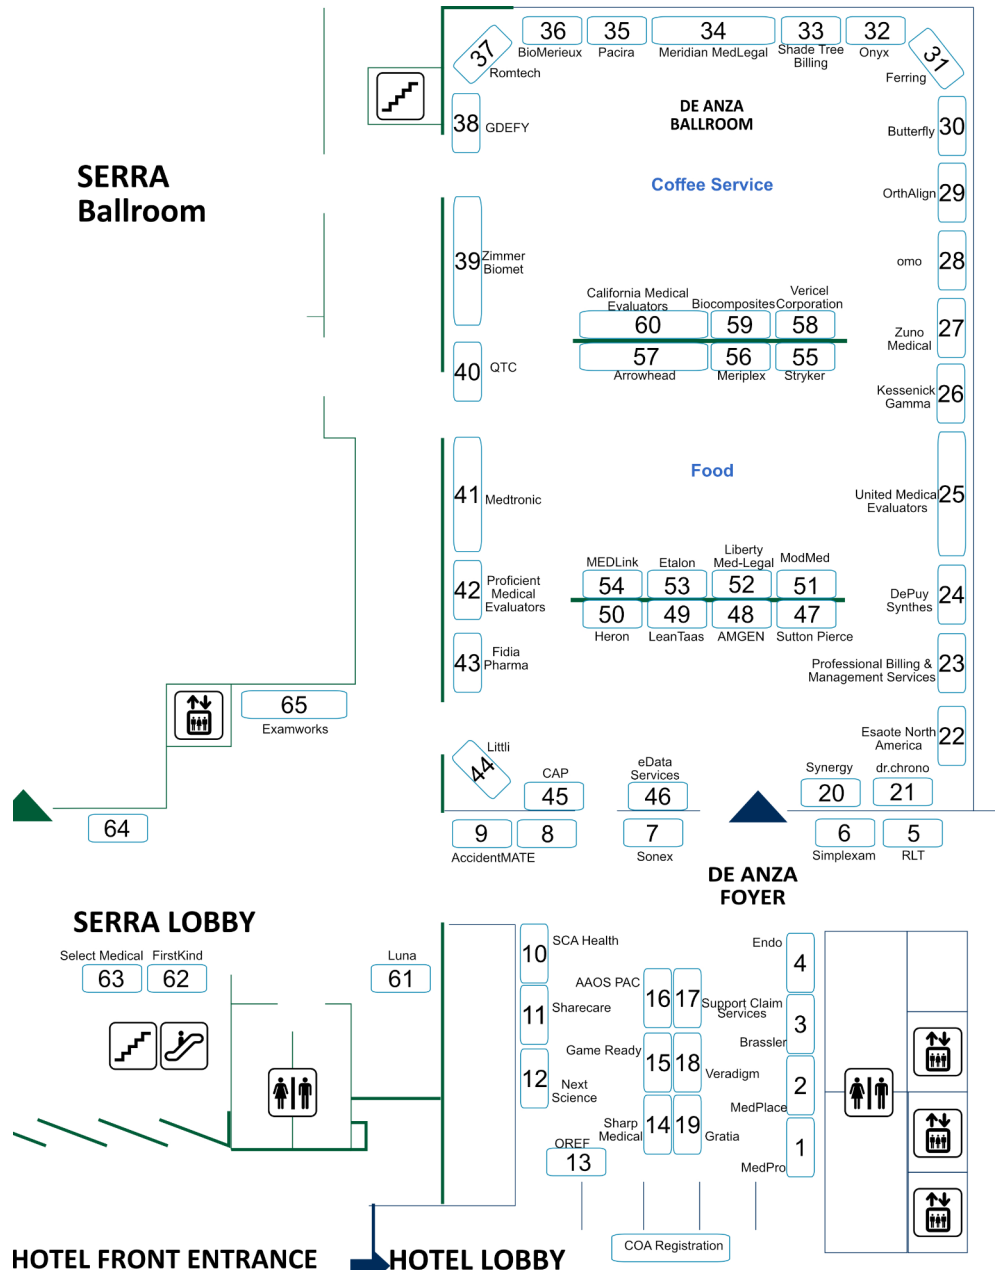 36
35
34
33
32
37
31
BioMerieux
Pacira
Meridian MedLegal
Shade Tree
Billing
Onyx
Romtech
Ferring
38
GDEFY
DE ANZA
BALLROOM
Butterfly
30
SERRA
Ballroom
Coffee Service
OrthAlign
29
39
Zimmer
Biomet
omo
28
California Medical
Evaluators
Biocomposites
Vericel
Corporation
60
59
58
Zuno
Medical
27
57
56
55
Arrowhead
Meriplex
Stryker
40
QTC
Kessenick
Gamma
26
Food
41
Medtronic
United Medical
Evaluators
25
MEDLink
Etalon
Liberty
Med-Legal
ModMed
54
53
52
51
50
49
48
47
Heron
LeanTaas
AMGEN
Sutton Pierce
42
Proficient
Medical
Evaluators
DePuy
Synthes
24
43
Fidia
Pharma
Professional Billing &
Management Services
23
65
Examworks
Esaote North
America
22
44
Littli
CAP
45
eData
Services
46
Synergy
20
dr.chrono
21
64
9
8
AccidentMATE
7
Sonex
6
Simplexam
5
RLT
DE ANZA
FOYER
SERRA LOBBY
Select Medical
FirstKind
63
62
Luna
61
10
SCA Health
Endo
4
AAOS PAC
16
17
Support Claim
Services
11
Sharecare
3
Brassler
Game Ready
15
18
Veradigm
12
Next
Science
2
MedPlace
Sharp
Medical
14
19
Gratia
1
MedPro
OREF
13
COA Registration
HOTEL FRONT ENTRANCE
HOTEL LOBBY